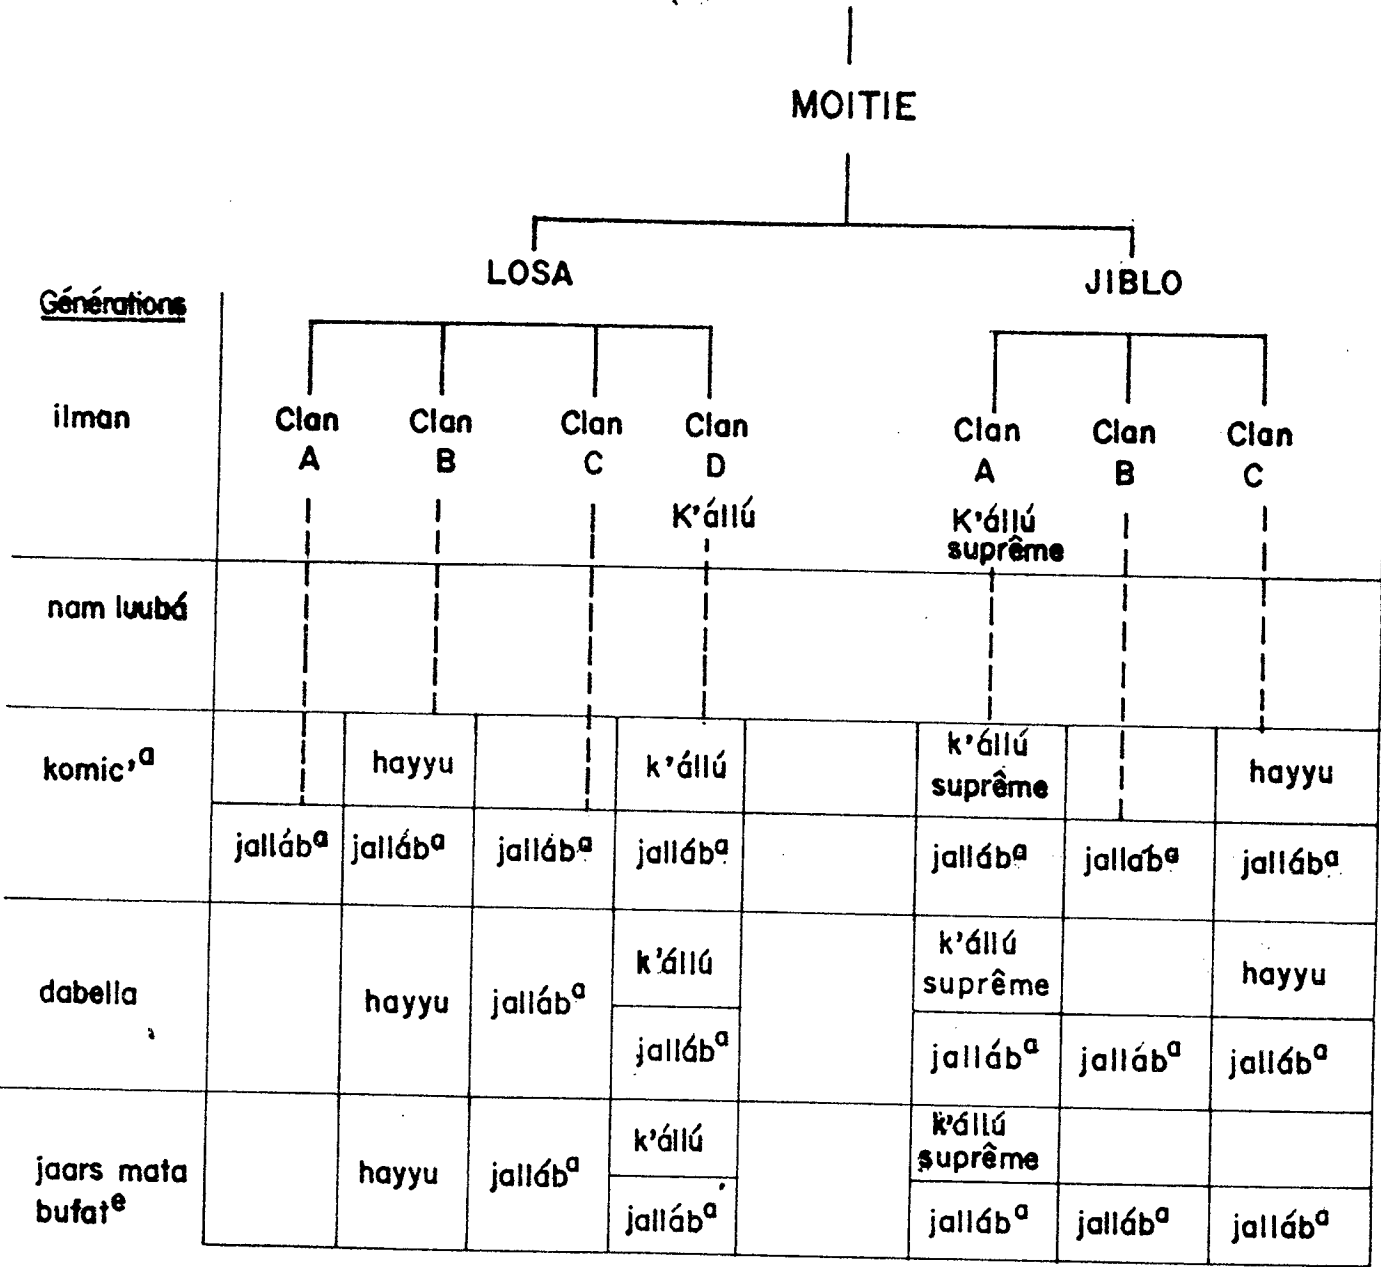 MOITIE
LOSA JIBLO
Générations
ilman Clan Clan Clan Clan Clan Clan Clan
A B C D A B C
K'állú K'állú
suprême
nam luubá
komic'ª hayyu k'állú k'állú suprême hayyu
jallábª jallábª jallábª jallábª jallábª jallábª jallábª
dabella hayyu jallábª k'állú k'állú suprême hayyu
jallábª jallábª jallábª jallábª
jaars mata hayyu jallábª k'állú k'állú suprême
bufatᵉ jallábª jallábª jallábª jallábª